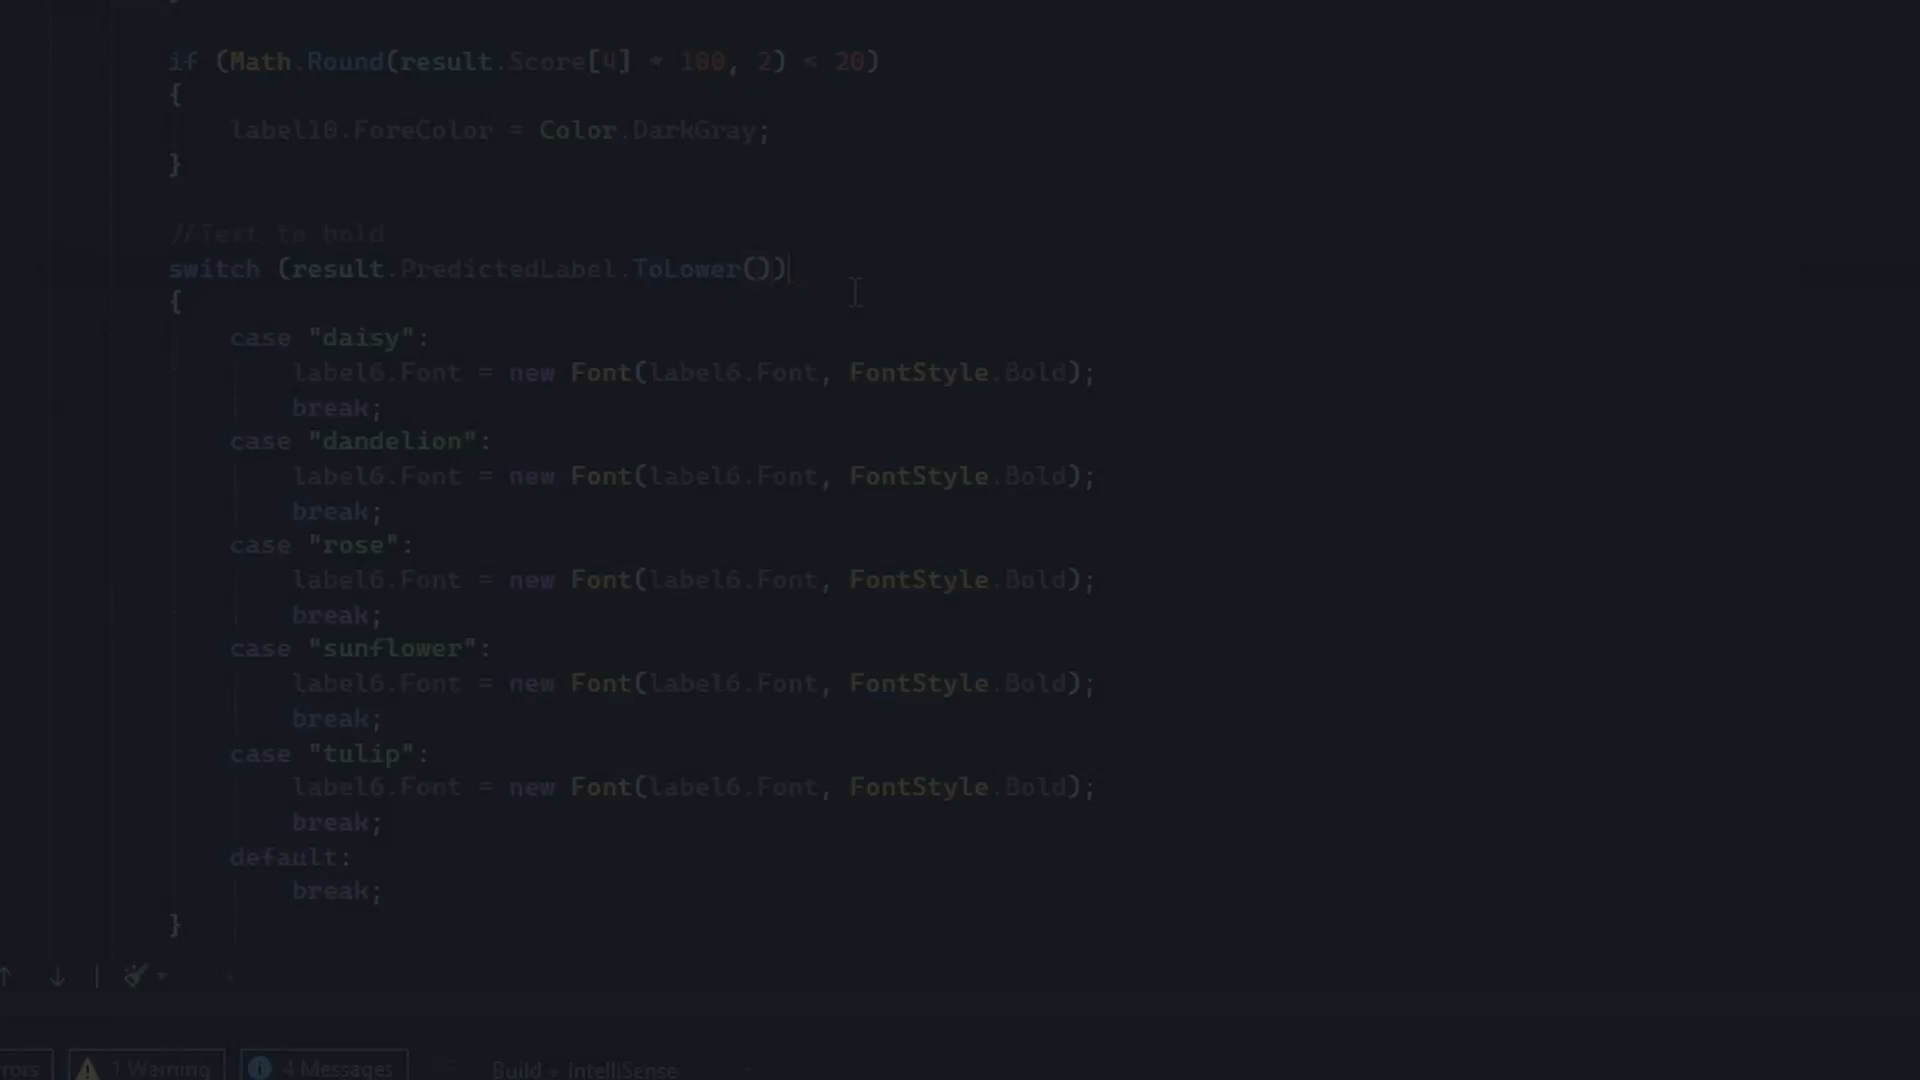 }
if (Math.Round(result.Score[4] * 100, 2) < 20)
{
label10.ForeColor = Color.DarkGray;
}
//Text to bold
switch (result.PredictedLabel.ToLower())
{
case "daisy":
label6.Font = new Font(label6.Font, FontStyle.Bold);
break;
case "dandelion":
label6.Font = new Font(label6.Font, FontStyle.Bold);
break;
case "rose":
label6.Font = new Font(label6.Font, FontStyle.Bold);
break;
case "sunflower":
label6.Font = new Font(label6.Font, FontStyle.Bold);
break;
case "tulip":
label6.Font = new Font(label6.Font, FontStyle.Bold);
break;
default:
break;
}
rors 1 Warning 4 Messages Build + IntelliSense